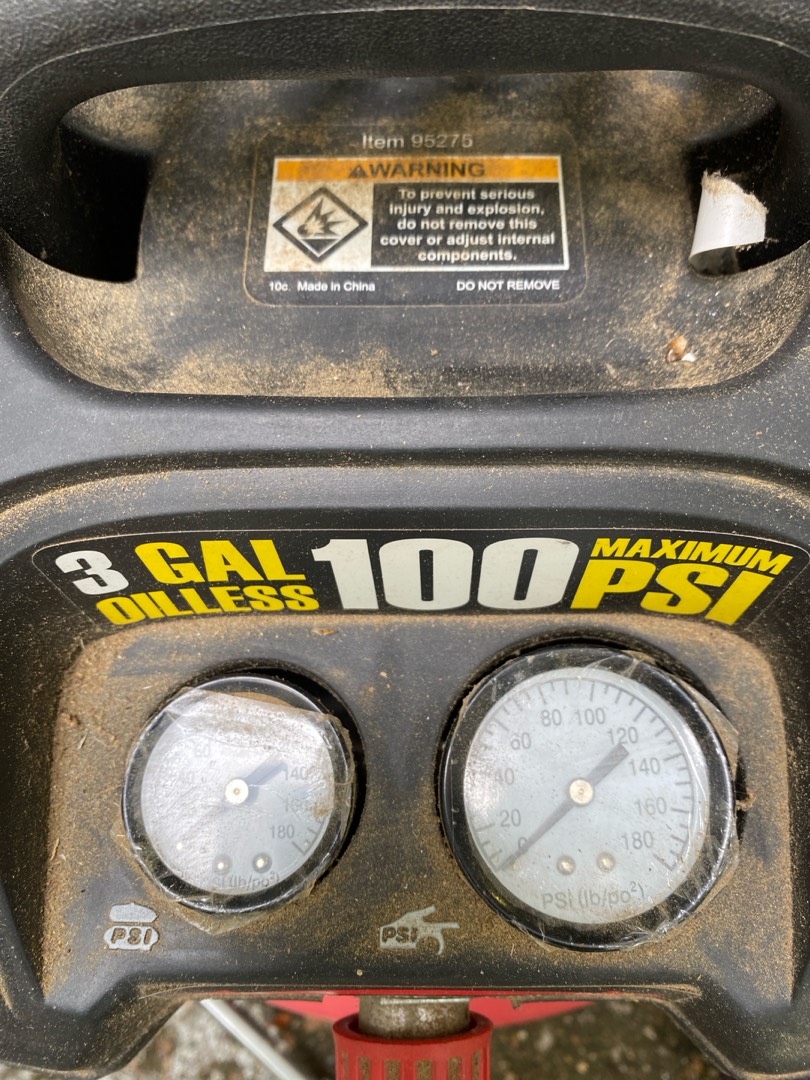 Item 95275
WARNING
To prevent serious
injury and explosion,
do not remove this
cover or adjust internal
components.
10c. Made in China
DO NOT REMOVE
3 GAL
OILLESS
100
MAXIMUM
PSI
140
160
180
0
20
40
60
80
100
120
140
160
180
PSI (lb/po²)
PSI
PSI